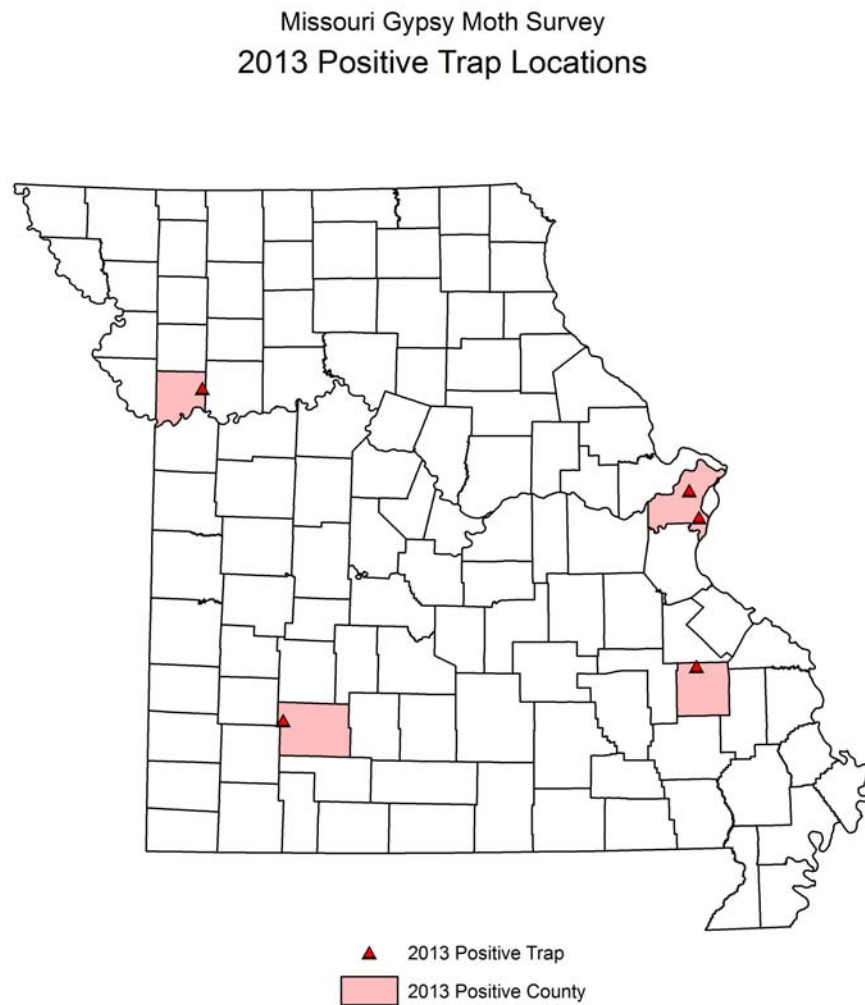 Missouri Gypsy Moth Survey
2013 Positive Trap Locations
2013 Positive Trap
2013 Positive County